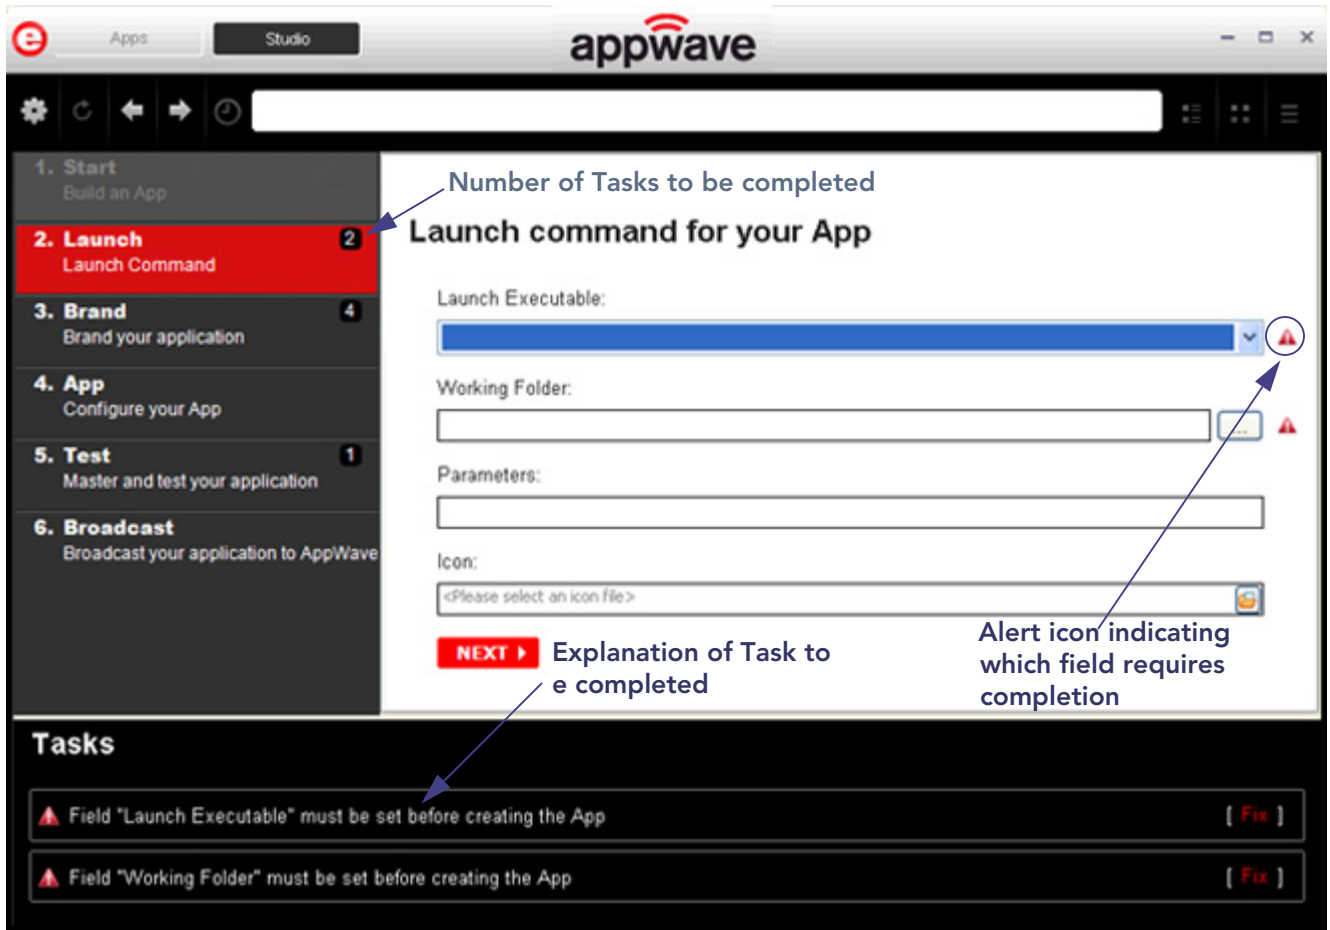 e
Apps
Studio
appwave
1. Start
Build an App
2. Launch
2
Launch Command
3. Brand
4
Brand your application
4. App
Configure your App
5. Test
1
Master and test your application
6. Broadcast
Broadcast your application to AppWave
Number of Tasks to be completed
Launch command for your App
Launch Executable:
Working Folder:
...
Parameters:
Icon:
<Please select an icon file>
NEXT
Explanation of Task to
e completed
Alert icon indicating
which field requires
completion
Tasks
Field "Launch Executable" must be set before creating the App
[ Fix ]
Field "Working Folder" must be set before creating the App
[ Fix ]